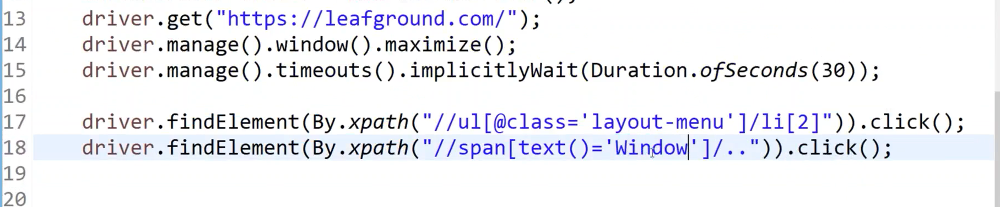 13 driver.get("https://leafground.com/");
14 driver.manage().window().maximize();
15 driver.manage().timeouts().implicitlyWait(Duration.ofSeconds(30));
16
17 driver.findElement(By.xpath("//ul[@class='layout-menu']/li[2]")).click();
18 driver.findElement(By.xpath("//span[text()='Window']/..")).click();
19
20